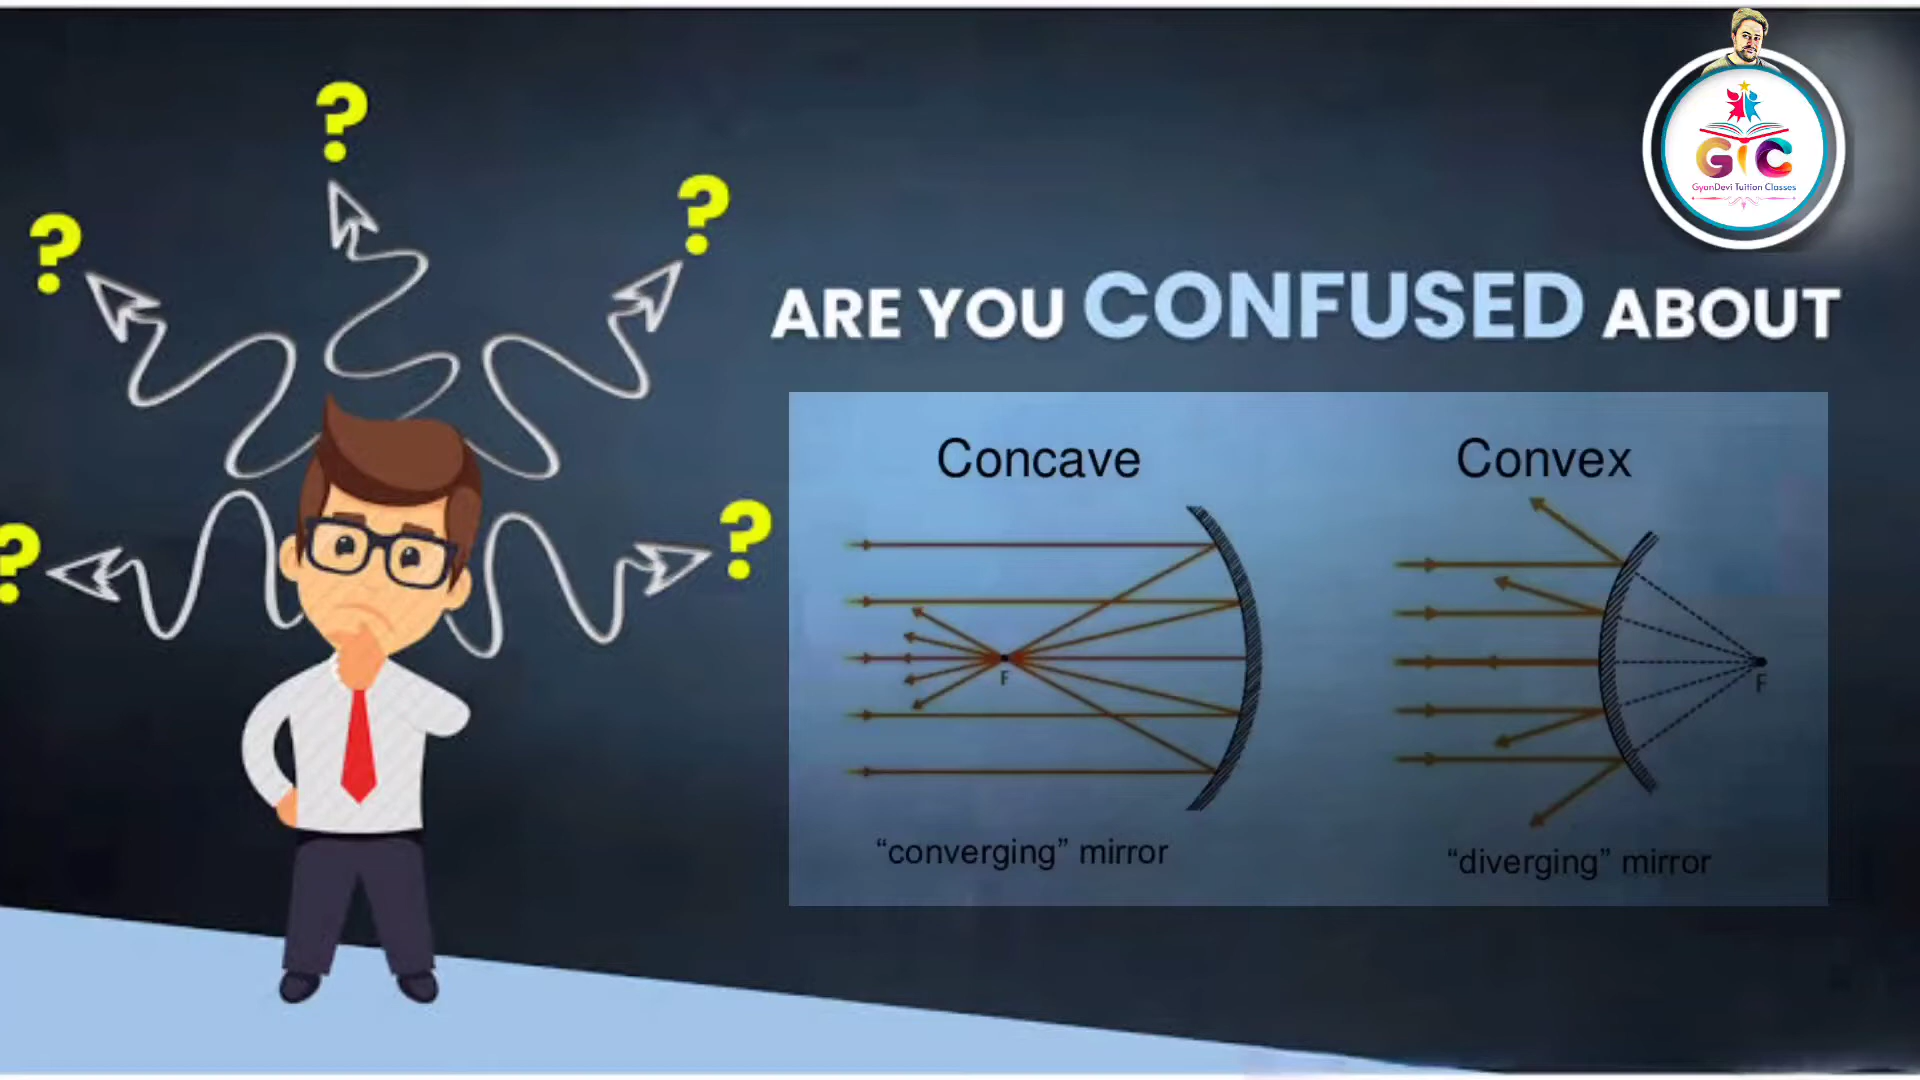 ?
?
?
?
?
GTC
GyanDevi Tuition Classes
ARE YOU CONFUSED ABOUT
Concave
Convex
F
F
“converging” mirror
“diverging” mirror